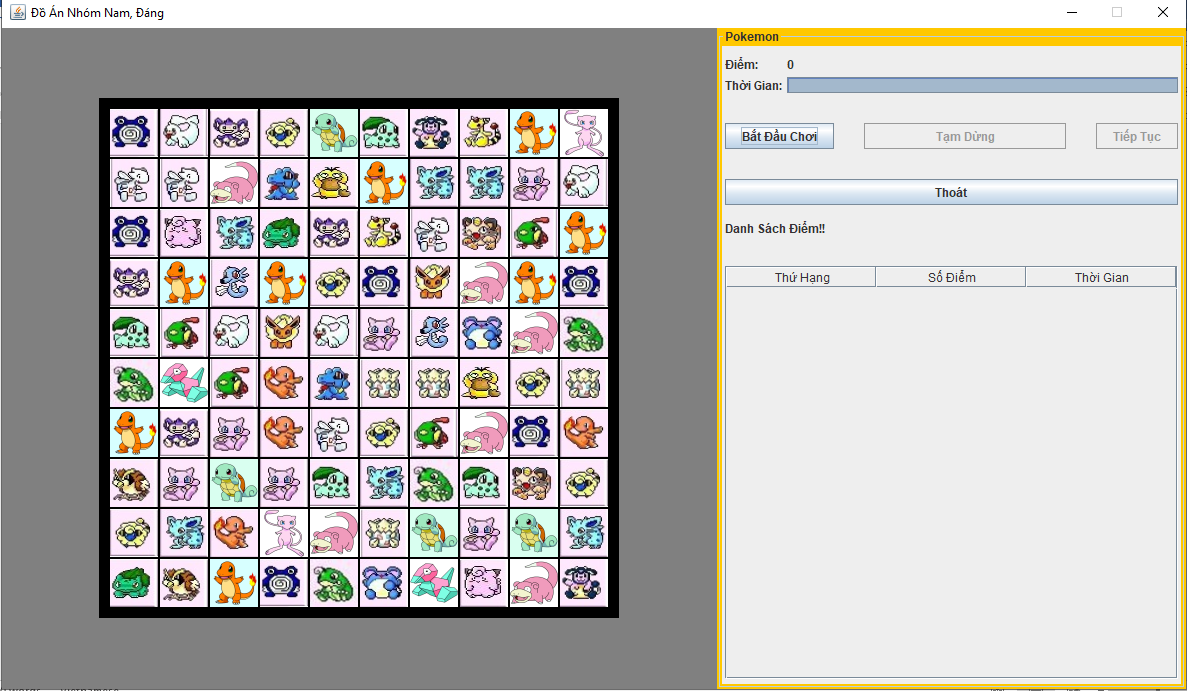 Đồ Án Nhóm Nam, Đáng
Pokemon
Điểm: 0
Thời Gian:
Bắt Đầu Chơi Tạm Dừng Tiếp Tục
Thoát
Danh Sách Điểm!!
Thứ Hạng Số Điểm Thời Gian